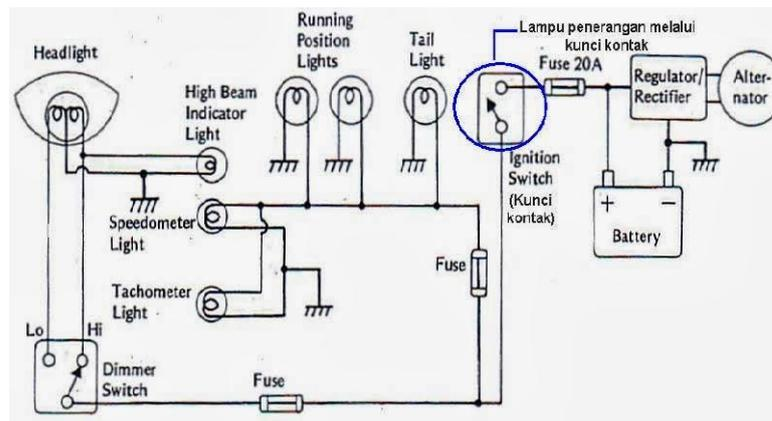 Lampu penerangan melalui
kunci kontak
Headlight
Running
Position
Lights
Tail
Light
High Beam
Indicator
Light
Fuse 20A
Regulator/
Rectifier
Alter-
nator
Ignition
Switch
(Kunci
kontak)
+
−
Battery
Speedometer
Light
Fuse
Tachometer
Light
Lo
Hi
Dimmer
Switch
Fuse